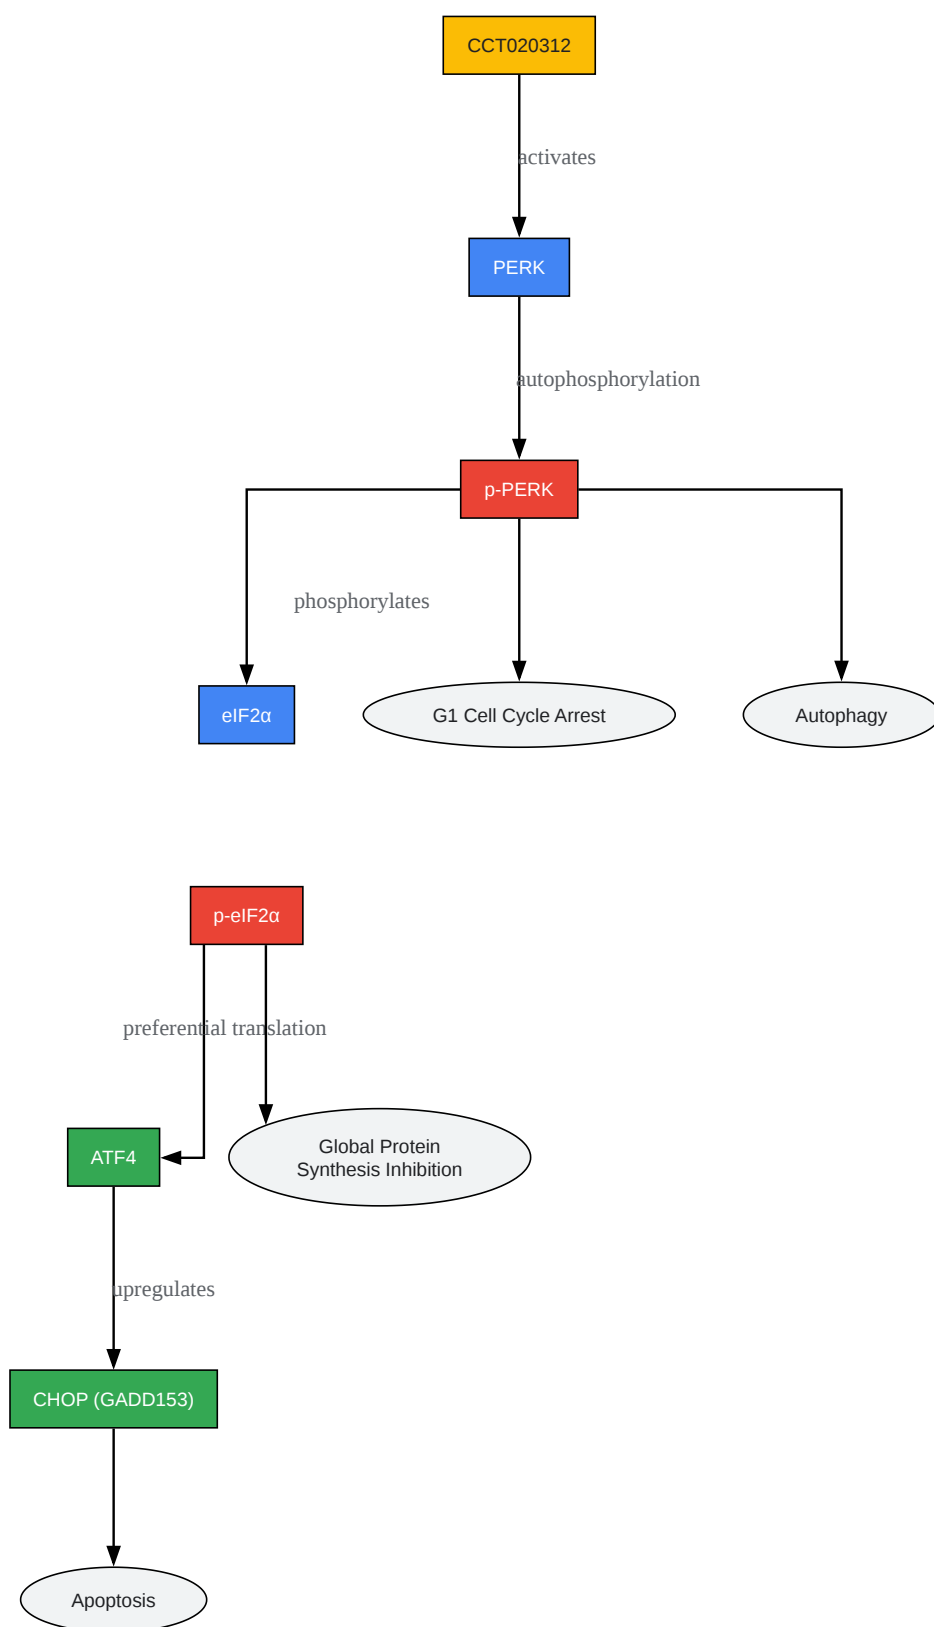 CCT020312
activates
PERK
autophosphorylation
p-PERK
phosphorylates
eIF2α
G1 Cell Cycle Arrest
Autophagy
p-eIF2α
preferential translation
ATF4
Global Protein
Synthesis Inhibition
upregulates
CHOP (GADD153)
Apoptosis